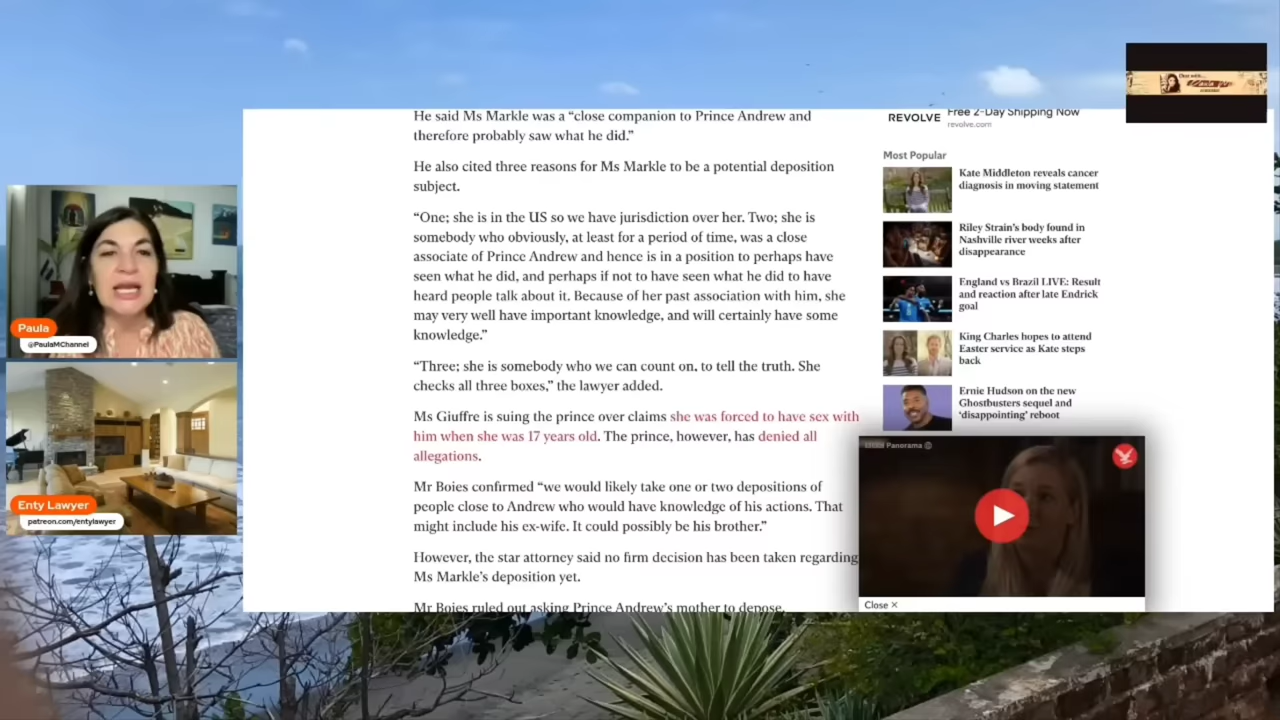 He said Ms Markle was a “close companion to Prince Andrew and
therefore probably saw what he did.”
He also cited three reasons for Ms Markle to be a potential deposition
subject.
“One; she is in the US so we have jurisdiction over her. Two; she is
somebody who obviously, at least for a period of time, was a close
associate of Prince Andrew and hence is in a position to perhaps have
seen what he did, and perhaps if not to have seen what he did to have
heard people talk about it. Because of her past association with him, she
may very well have important knowledge, and will certainly have some
knowledge.”
“Three; she is somebody who we can count on, to tell the truth. She
checks all three boxes,” the lawyer added.
Ms Giuffre is suing the prince over claims she was forced to have sex with
him when she was 17 years old. The prince, however, has denied all
allegations.
Mr Boies confirmed “we would likely take one or two depositions of
people close to Andrew who would have knowledge of his actions. That
might include his ex-wife. It could possibly be his brother.”
However, the star attorney said no firm decision has been taken regarding
Ms Markle’s deposition yet.
Mr Boies ruled out asking Prince Andrew’s mother to depose.
REVOLVE
Free 2-Day Shipping Now
revolve.com
Most Popular
Kate Middleton reveals cancer
diagnosis in moving statement
Riley Strain’s body found in
Nashville river weeks after
disappearance
England vs Brazil LIVE: Result
and reaction after late Endrick
goal
King Charles hopes to attend
Easter service as Kate steps
back
Ernie Hudson on the new
Ghostbusters sequel and
‘disappointing’ reboot
Panorama
Close ×
Paula
@PaulaMChannel
Enty Lawyer
patreon.com/entylawyer